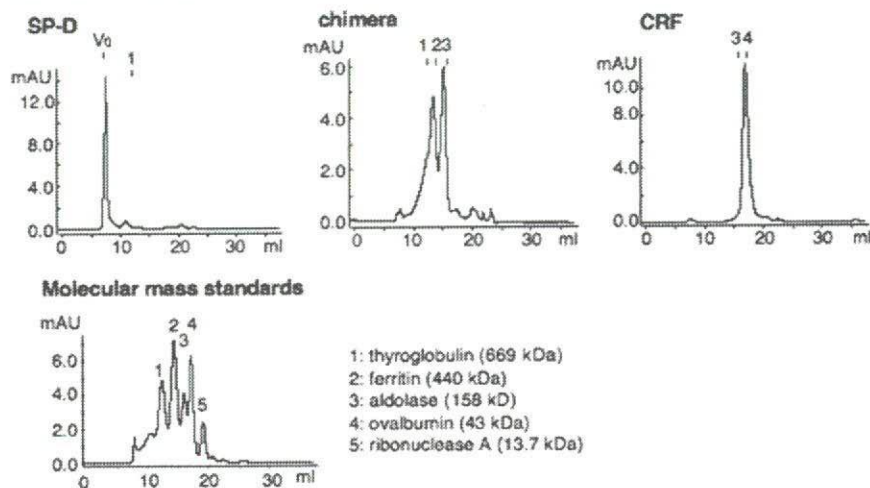 SP-D
V₀ 1
mAU
12.0
8.0
4.0
0.0
0 10 20 30 ml
chimera
1 23
mAU
6.0
4.0
2.0
0.0
0 10 20 30 ml
CRF
34
mAU
10.0
8.0
4.0
0.0
0 10 20 30 ml
Molecular mass standards
mAU
2 4
3
1
5
6.0
4.0
2.0
0.0
0 10 20 30 ml
1: thyroglobulin (669 kDa)
2: ferritin (440 kDa)
3: aldolase (158 kD)
4: ovalbumin (43 kDa)
5: ribonuclease A (13.7 kDa)